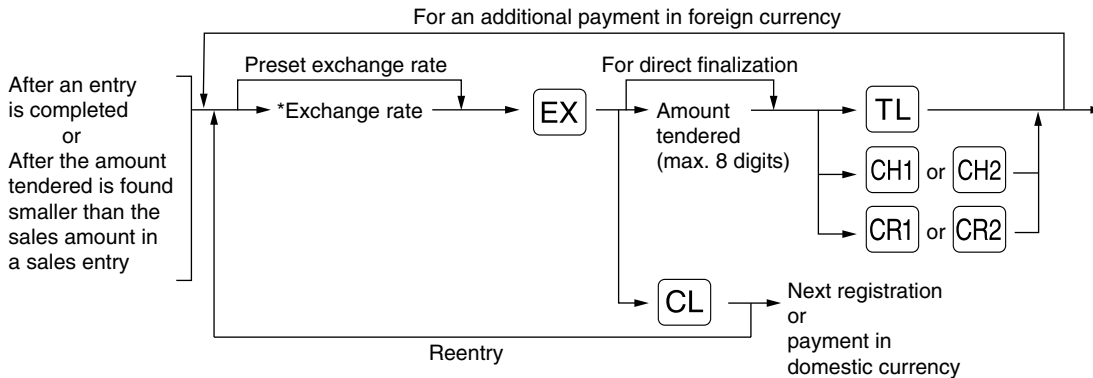 For an additional payment in foreign currency
After an entry
is completed
or
After the amount
tendered is found
smaller than the
sales amount in
a sales entry
Preset exchange rate
*Exchange rate
EX
For direct finalization
Amount
tendered
(max. 8 digits)
TL
CH1 or CH2
CR1 or CR2
CL
Next registration
or
payment in
domestic currency
Reentry